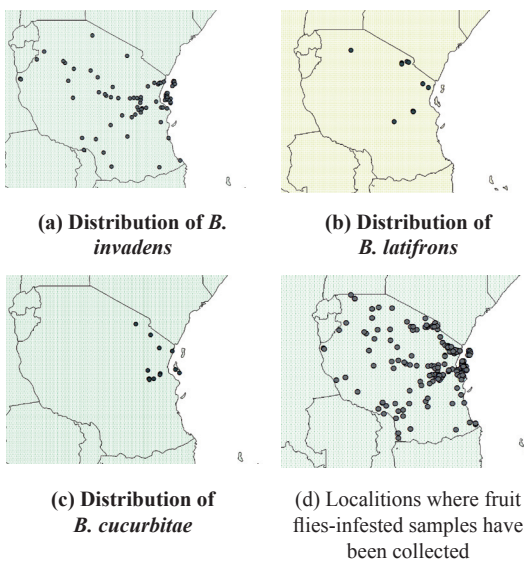 (a) Distribution of B.
invadens
(b) Distribution of
B. latifrons
(c) Distribution of
B. cucurbitae
(d) Localitions where fruit
flies-infested samples have
been collected